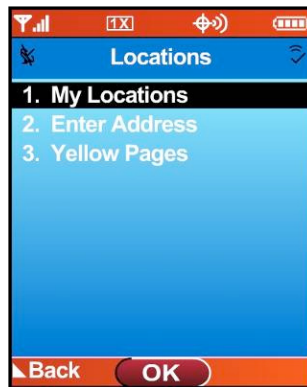 1X
Locations
1. My Locations
2. Enter Address
3. Yellow Pages
Back OK